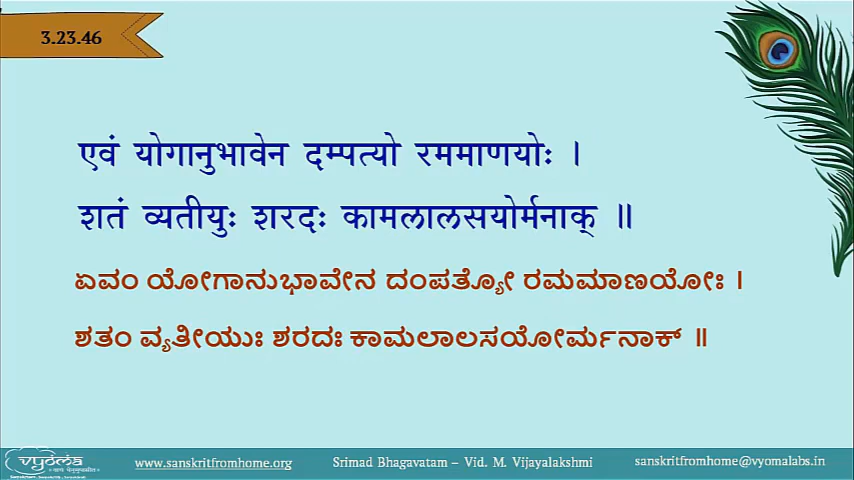 3.23.46
एवं योगानुभावेन दम्पत्यो रममाणयोः ।
शतं व्यतीयुः शरदः कामलालसयोर्मनाक् ॥
ಏವಂ ಯೋಗಾನುಭಾವೇನ ದಂಪತ್ಯೋ ರಮಮಾಣಯೋಃ ।
ಶತಂ ವ್ಯತೀಯುಃ ಶರದಃ ಕಾಮಲಾಲಸಯೋರ್ಮನಾಕ್ ॥
vyoma
www.sanskritfromhome.org Srimad Bhagavatam – Vid. M. Vijayalakshmi sanskritfromhome@vyomalabs.in